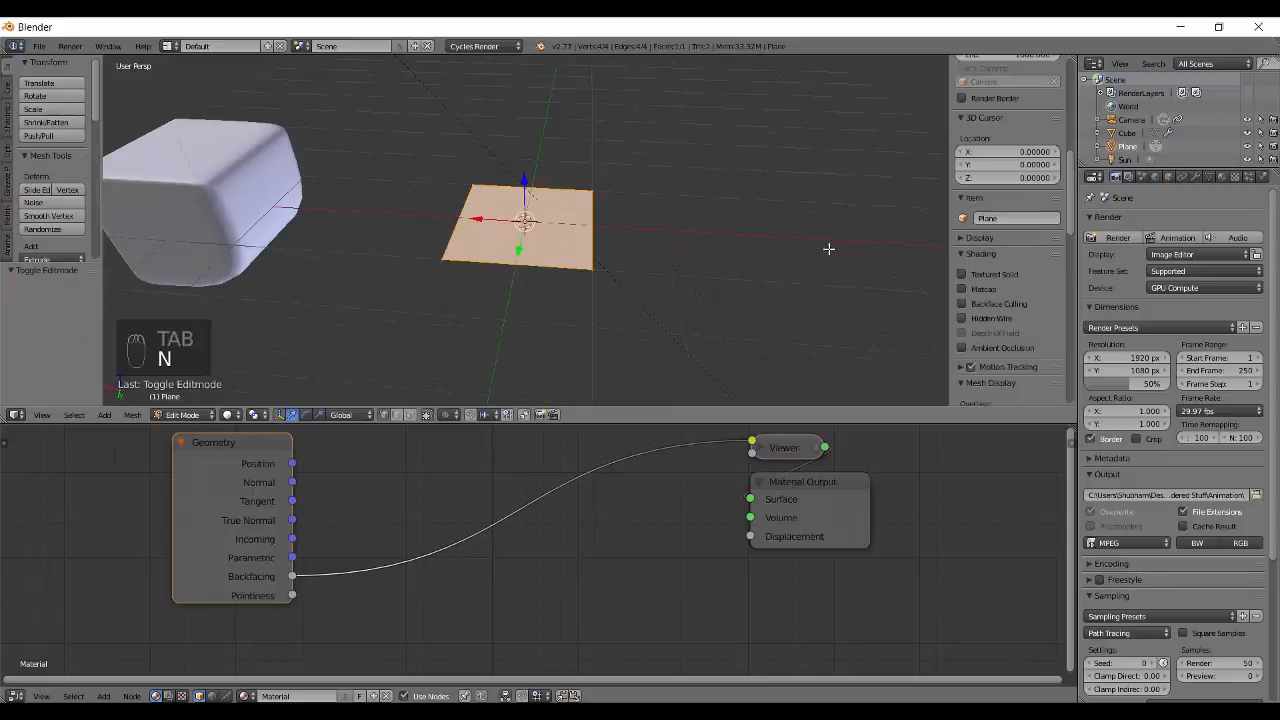 Blender
File Render Window Help Default Scene Cycles Render v2.77 | Verts:4/4 | Edges:4/4 | Faces:1/1 | Tris:2 | Mem:33.32M | Plane
View Search All Scenes
Transform
Translate
Rotate
Scale
Shrink/Fatten
Push/Pull
Mesh Tools
Deform:
Slide Ed Vertex
Noise
Smooth Vertex
Randomize
Add:
Extrude
Toggle Editmode
User Persp
TAB
N
Last: Toggle Editmode
(1) Plane
Camera
Render Border
3D Cursor
Location:
X: 0.00000
Y: 0.00000
Z: 0.00000
Item
Plane
Display
Shading
Textured Solid
Matcap
Backface Culling
Hidden Wire
Depth Of Field
Ambient Occlusion
Motion Tracking
Mesh Display
Overlays:
View Select Add Mesh Edit Mode Global
Geometry
Position
Normal
Tangent
True Normal
Incoming
Parametric
Backfacing
Pointiness
Viewer
Material Output
Surface
Volume
Displacement
Material
View Select Add Node Material 2 F Use Nodes
Scene
RenderLayers
World
Camera
Cube
Plane
Sun
Scene
Render
Render Animation Audio
Display: Image Editor
Feature Set: Supported
Device: GPU Compute
Dimensions
Render Presets
Resolution: Frame Range:
X: 1920 px Start Frame: 1
Y: 1080 px End Frame: 250
50% Frame Step: 1
Aspect Ratio: Frame Rate:
X: 1.000 29.97 fps
Y: 1.000 Time Remapping:
Border Crop : 100 N: 100
Metadata
Output
C:\Users\Shubham\Des...dered Stuff\Animation\
Overwrite File Extensions
Placeholders Cache Result
MPEG BW RGB
Encoding
Freestyle
Sampling
Sampling Presets
Path Tracing Square Samples
Settings: Samples:
Seed: 0 Render: 50
Clamp Direct: 0.00 Preview: 0
Clamp Indirec: 0.00